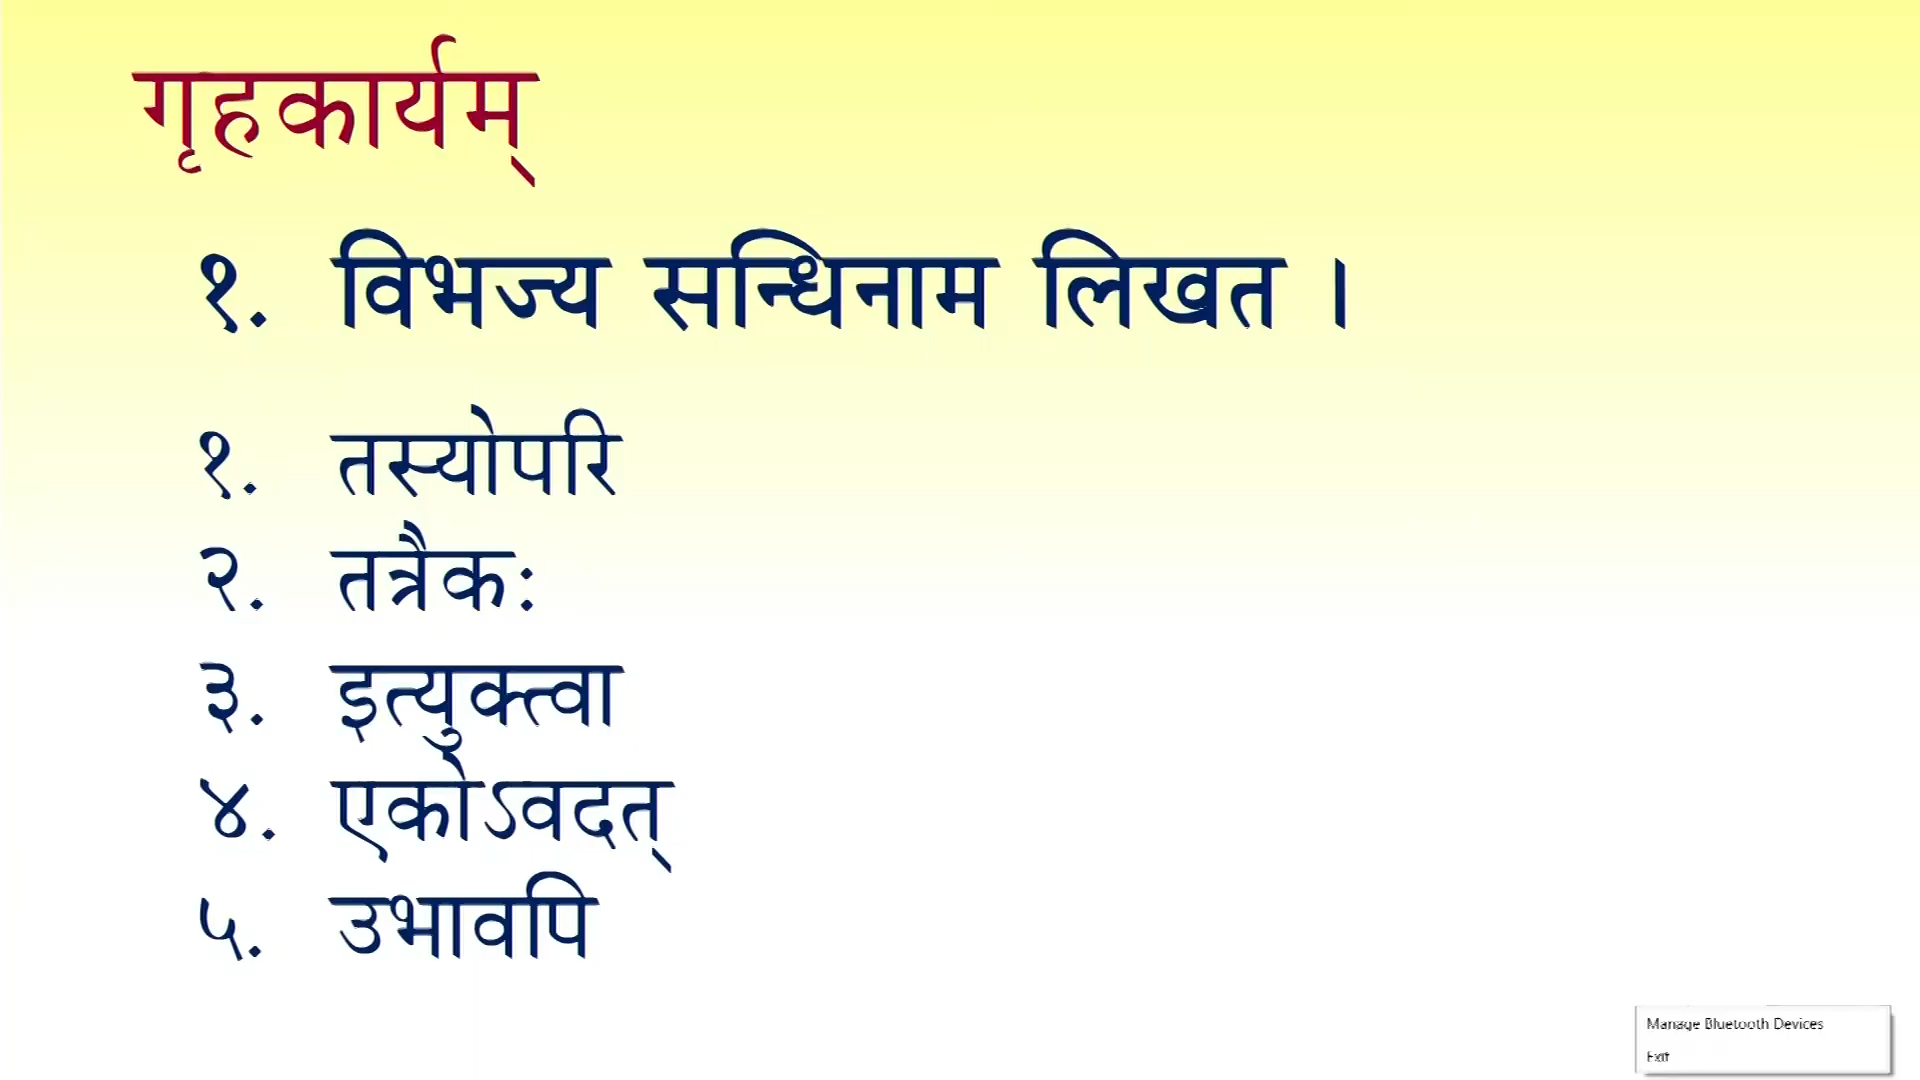 गृहकार्यम्
१. विभज्य सन्धिनाम लिखत ।
१. तस्योपरि
२. तत्रैकः
३. इत्युक्त्वा
४. एकोऽवदत्
५. उभावपि
Manage Bluetooth Devices
Exit